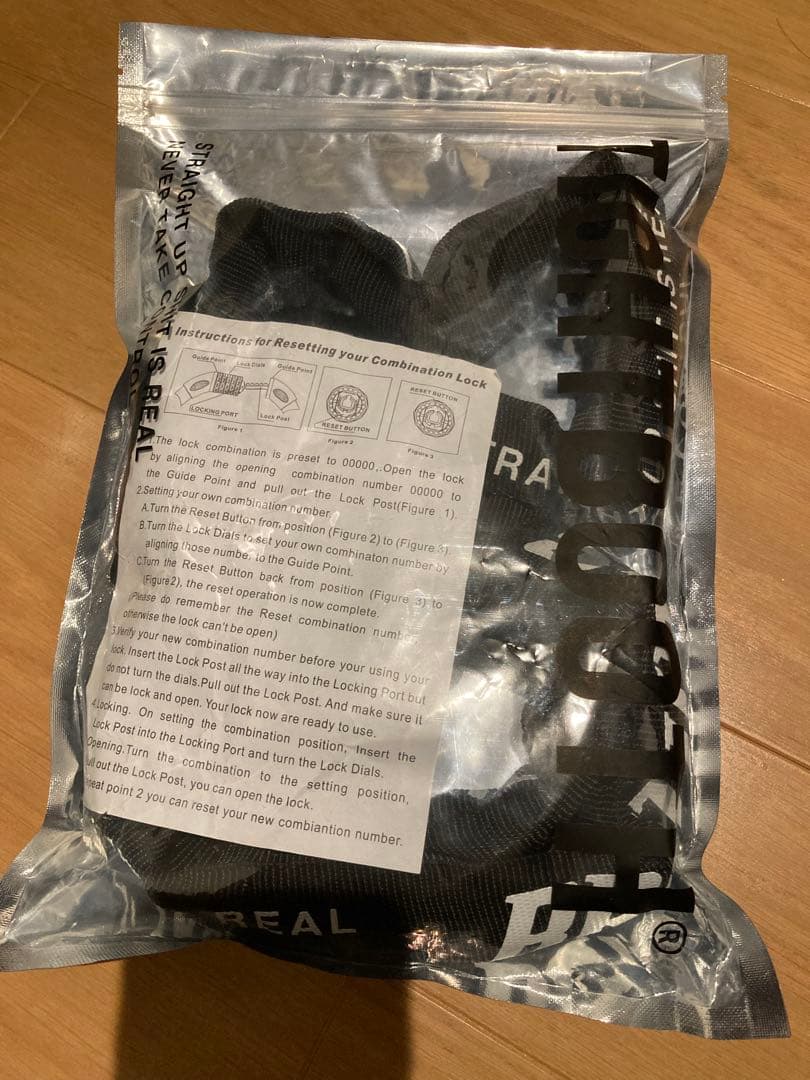 STRAIGHT UP SHIT IS REAL
NEVER TAKE CONTROL
Instructions for Resetting your Combination Lock
Guide Point
Lock Dials
Guide Point
LOCKING PORT
Lock Post
Figure 1
RESET BUTTON
Figure 2
RESET BUTTON
Figure 3
.The lock combination is preset to 00000,.Open the lock
by aligning the opening combination number 00000 to
the Guide Point and pull out the Lock Post(Figure 1).
2.Setting your own combination number.
A.Turn the Reset Button from position (Figure 2) to (Figure 3).
B.Turn the Lock Dials to set your own combinaton number by
aligning those number to the Guide Point.
C.Turn the Reset Button back from position (Figure 3) to
(Figure2), the reset operation is now complete.
(Please do remember the Reset combination number
otherwise the lock can't be open)
3.Verify your new combination number before your using your
lock. Insert the Lock Post all the way into the Locking Port but
do not turn the dials.Pull out the Lock Post. And make sure it
can be lock and open. Your lock now are ready to use.
4.Locking. On setting the combination position, Insert the
Lock Post into the Locking Port and turn the Lock Dials.
Opening.Turn the combination to the setting position,
ull out the Lock Post, you can open the lock.
peat point 2 you can reset your new combiantion number.
TRA
REAL
®